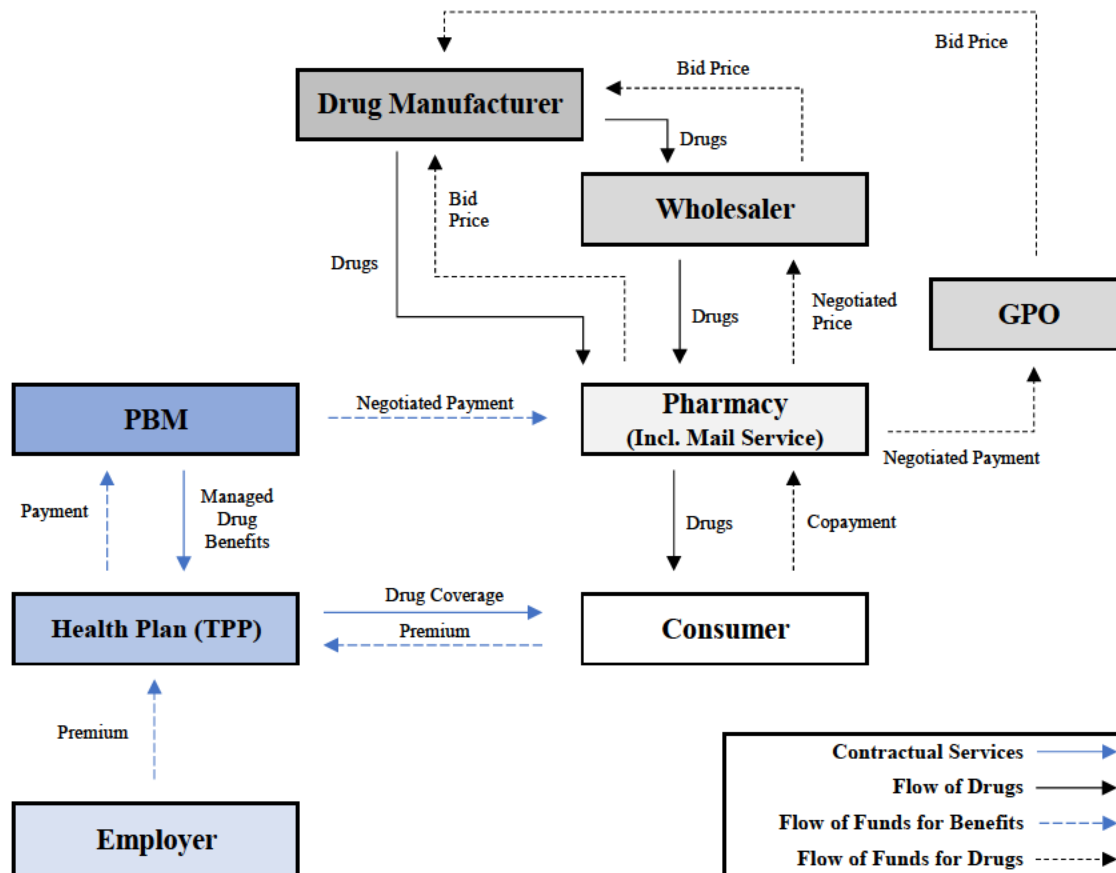 Bid Price
Bid Price
Drug Manufacturer
Drugs
Bid
Price
Wholesaler
Drugs
Negotiated
Price
Drugs
GPO
PBM
Negotiated Payment
Pharmacy
(Incl. Mail Service)
Negotiated Payment
Payment
Managed
Drug
Benefits
Drugs
Copayment
Health Plan (TPP)
Drug Coverage
Premium
Consumer
Premium
Employer
Contractual Services
Flow of Drugs
Flow of Funds for Benefits
Flow of Funds for Drugs